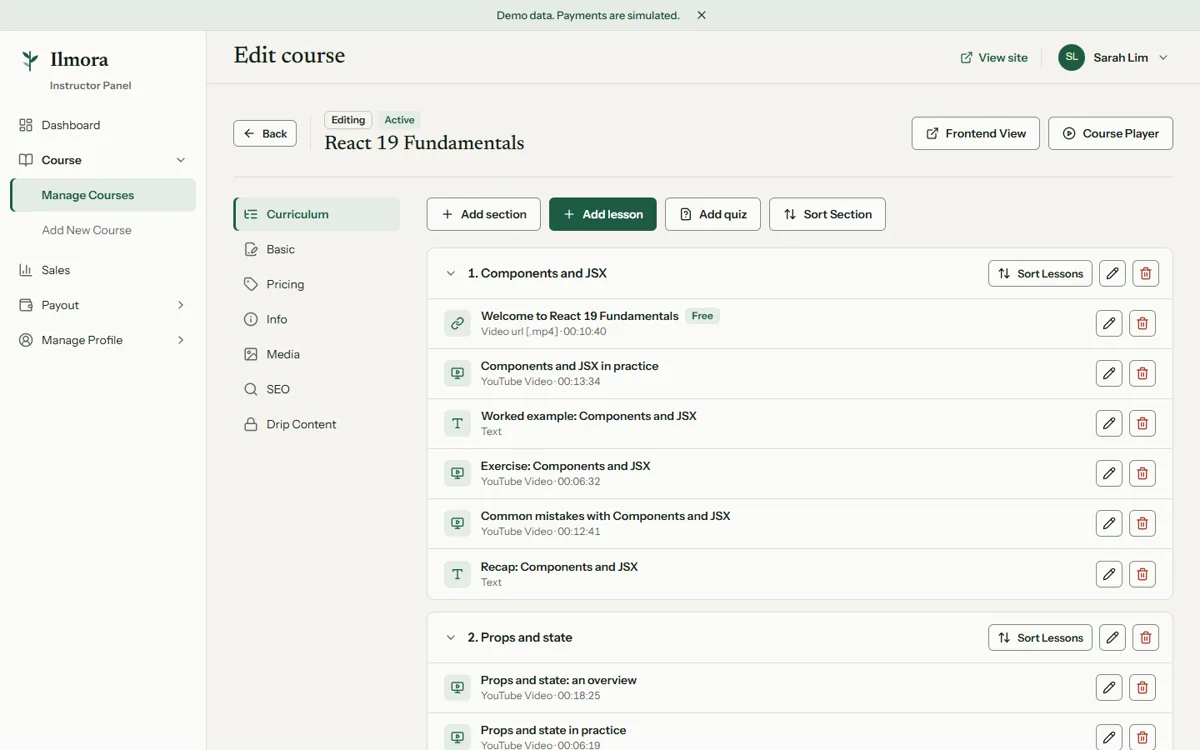 Demo data. Payments are simulated.
Ilmora
Instructor Panel
Dashboard
Course
Manage Courses
Add New Course
Sales
Payout
Manage Profile
Edit course
View site
SL
Sarah Lim
Back
Editing
Active
React 19 Fundamentals
Frontend View
Course Player
Curriculum
Basic
Pricing
Info
Media
SEO
Drip Content
Add section
Add lesson
Add quiz
Sort Section
1. Components and JSX
Sort Lessons
Welcome to React 19 Fundamentals Free
Video url [.mp4] · 00:10:40
Components and JSX in practice
YouTube Video · 00:13:34
Worked example: Components and JSX
Text
Exercise: Components and JSX
YouTube Video · 00:06:32
Common mistakes with Components and JSX
YouTube Video · 00:12:41
Recap: Components and JSX
Text
2. Props and state
Sort Lessons
Props and state: an overview
YouTube Video · 00:18:25
Props and state in practice
YouTube Video · 00:06:19